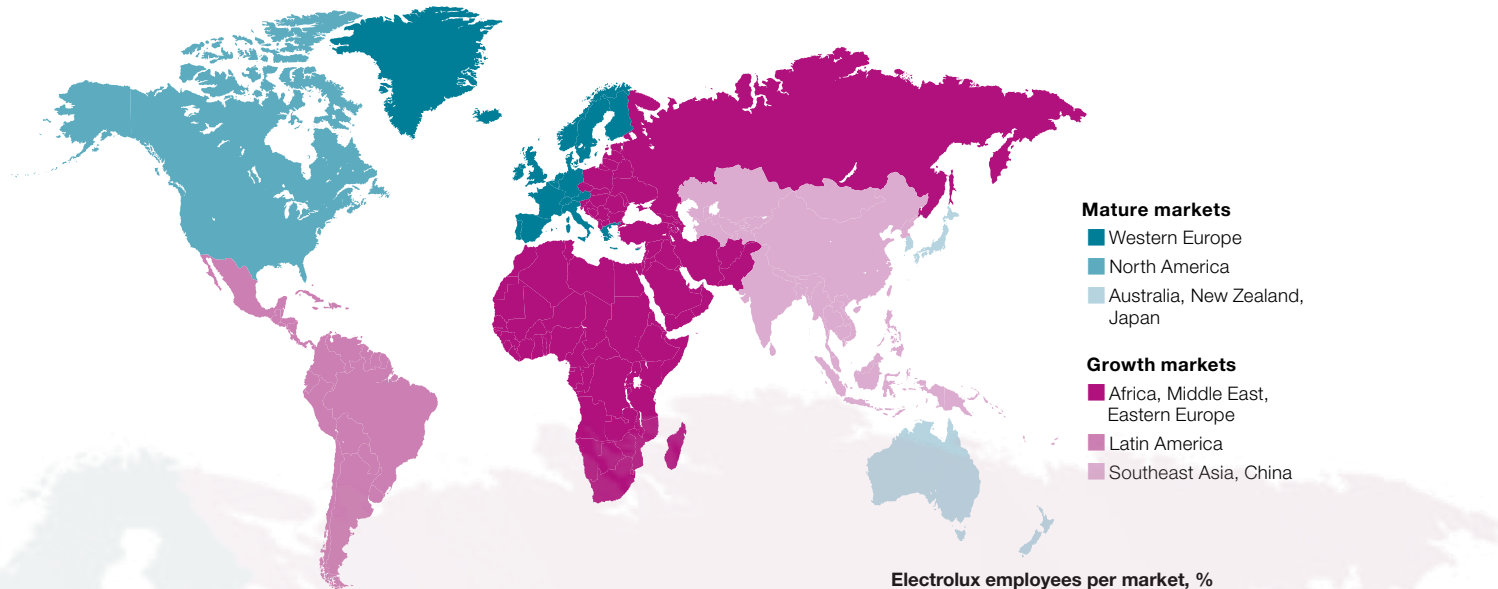 Mature markets
Western Europe
North America
Australia, New Zealand,
Japan
Growth markets
Africa, Middle East,
Eastern Europe
Latin America
Southeast Asia, China
Electrolux employees per market, %